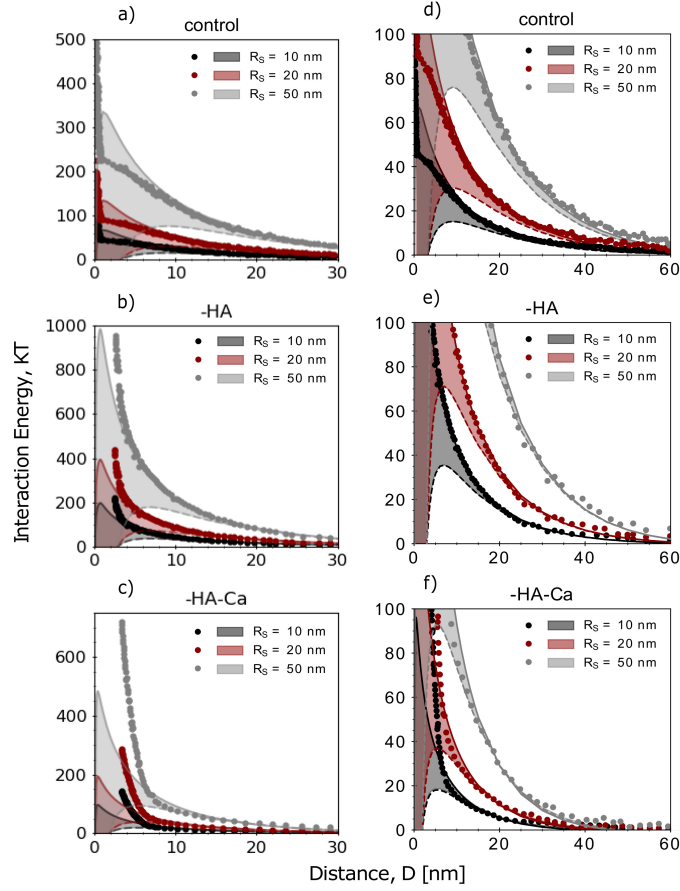 a)
control
500
400
300
200
100
0
0 10 20 30
R_S = 10 nm
R_S = 20 nm
R_S = 50 nm
d)
control
100
80
60
40
20
0
0 20 40 60
R_S = 10 nm
R_S = 20 nm
R_S = 50 nm
b)
-HA
1000
800
600
400
200
0
0 10 20 30
R_S = 10 nm
R_S = 20 nm
R_S = 50 nm
e)
-HA
100
80
60
40
20
0
0 20 40 60
R_S = 10 nm
R_S = 20 nm
R_S = 50 nm
c)
-HA-Ca
600
400
200
0
0 10 20 30
R_S = 10 nm
R_S = 20 nm
R_S = 50 nm
f)
-HA-Ca
100
80
60
40
20
0
0 20 40 60
R_S = 10 nm
R_S = 20 nm
R_S = 50 nm
Interaction Energy, KT
Distance, D [nm]